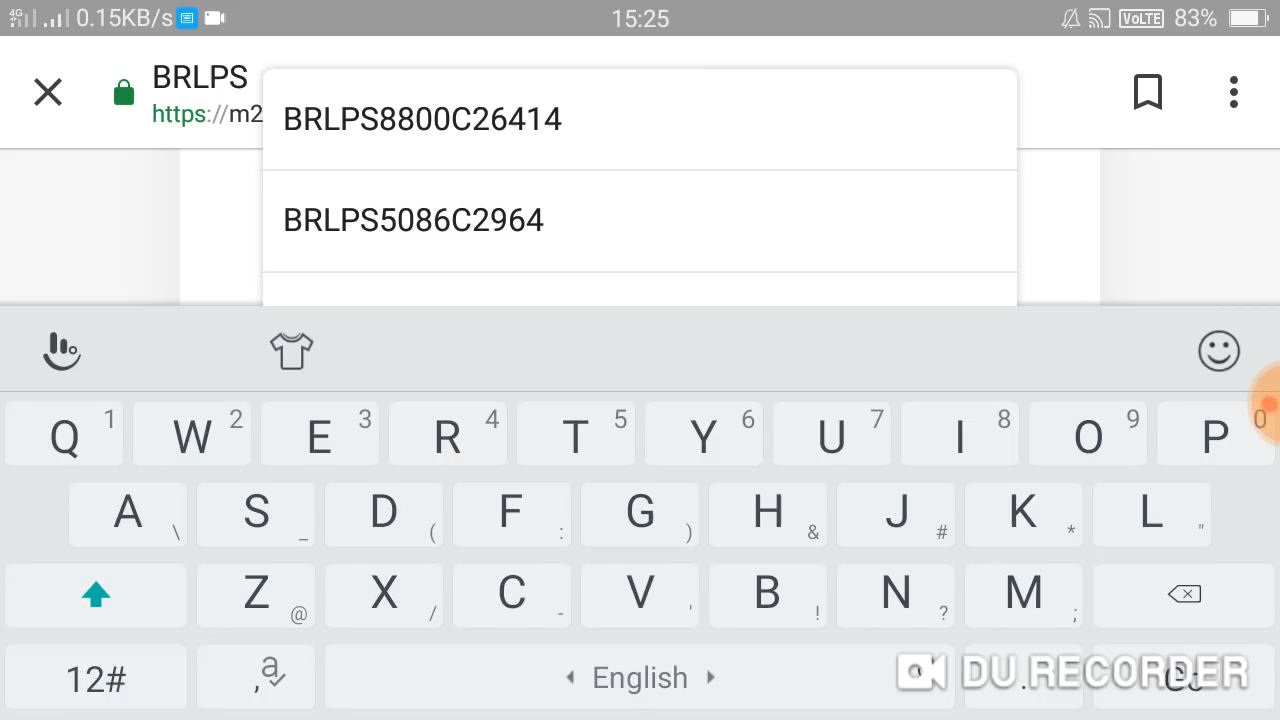 4G 0.15KB/s 15:25 VoLTE 83%
BRLPS
https://m2
BRLPS8800C26414
BRLPS5086C2964
Q 1 W 2 E 3 R 4 T 5 Y 6 U 7 I 8 O 9 P 0
A \ S _ D ( F : G ) H & J # K * L "
Z @ X / C - V ' B ! N ? M ;
12# , a English . Go
DU RECORDER